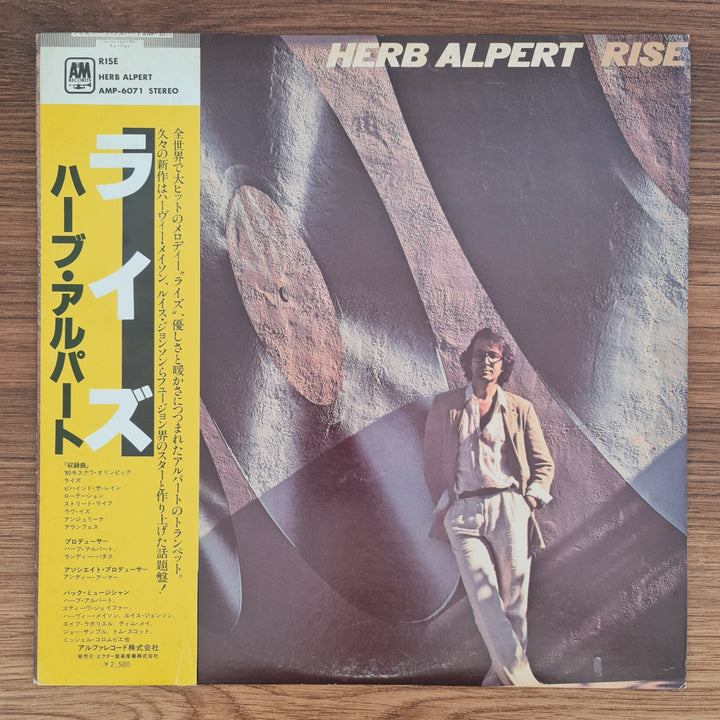 HERB ALPERT RISE
A&M
RECORDS
RISE
HERB ALPERT
AMP-6071 STEREO
ライズ
ハーブ・アルパート
全世界で大ヒットのメロディー“ライズ”、優しさと暖かさにつつまれたアルパートのトランペット。
久々の新作はハーヴィー・メイソン、ルイス・ジョンソンらフュージョン界のスターと作り上げた話題盤!
「収録曲」
'80モスクワ・オリンピック
ライズ
ビハインド・ザ・レイン
ローテーション
ストリート・ライフ
ラヴ・イズ
アンジェリーナ
アランフェス
プロデューサー
ハーブ・アルパート、
ランディー・バダス
アソシエイト・プロデューサー
アンディー・アーマー
バック・ミュージシャン
ハーブ・アルパート、
スティーヴ・シェイファー、
ハーヴィー・メイソン、ルイス・ジョンソン、
エイブ・ラボリエル、ティム・メイ、
ジョー・サンプル、トム・スコット、
ミッシェル・コロムビエ他
アルファレコード株式会社
発売元 ビクター音楽産業株式会社
¥2,500